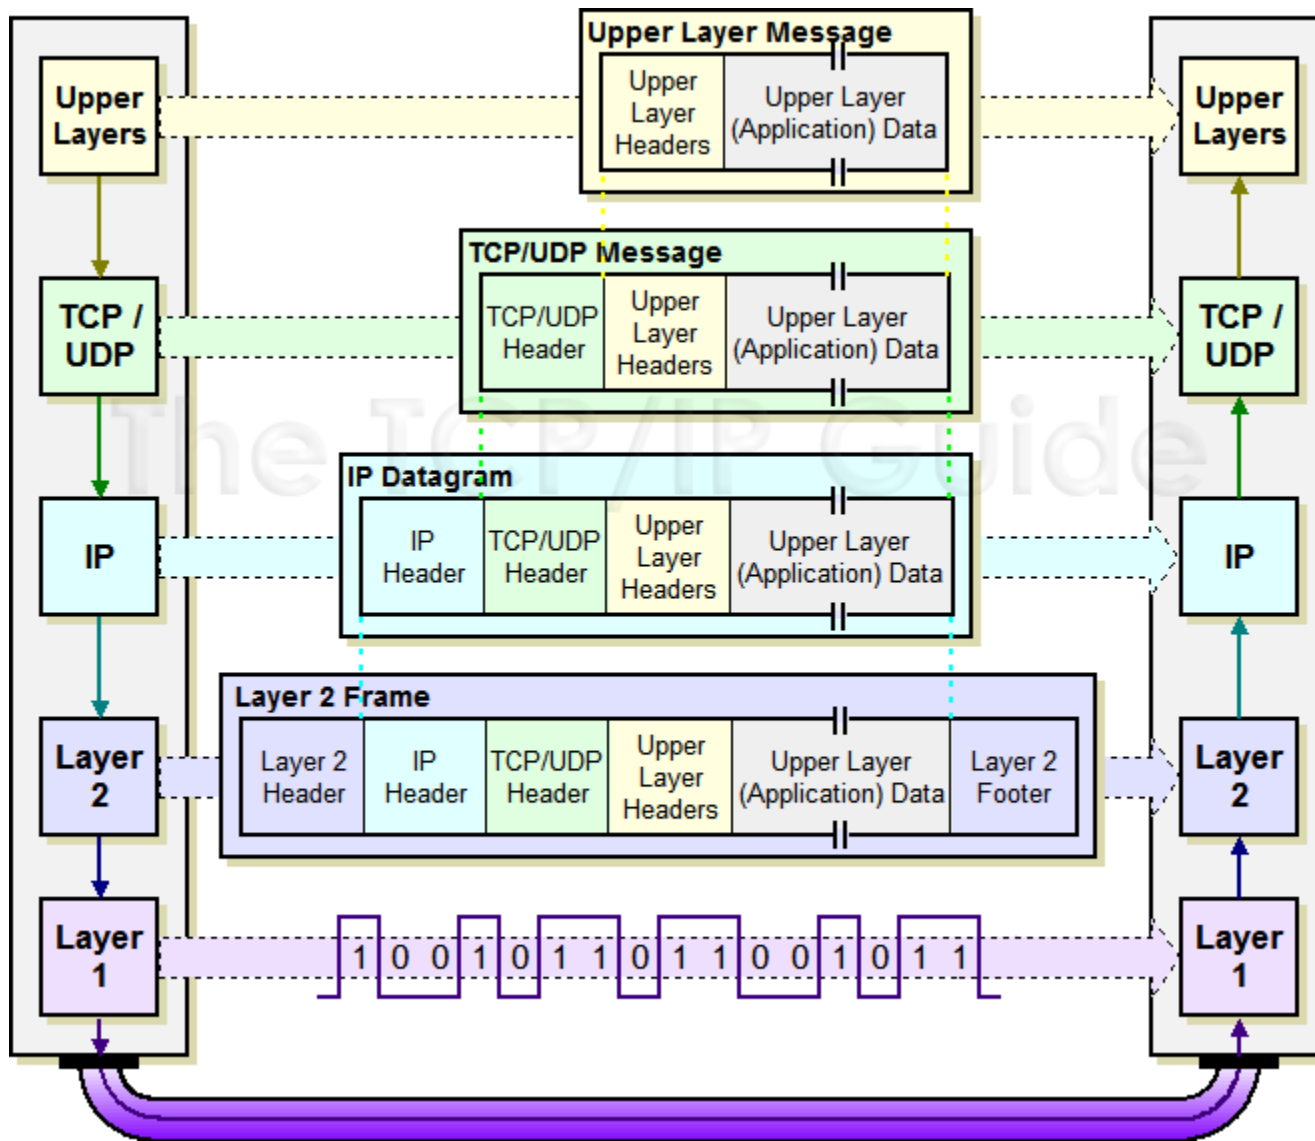 Upper Layer Message
Upper
Layers
Upper
Layer
Headers
Upper Layer
(Application) Data
Upper
Layers
TCP/UDP Message
TCP /
UDP
TCP/UDP
Header
Upper
Layer
Headers
Upper Layer
(Application) Data
TCP /
UDP
The TCP/IP Guide
IP Datagram
IP
IP
Header
TCP/UDP
Header
Upper
Layer
Headers
Upper Layer
(Application) Data
IP
Layer 2 Frame
Layer
2
Layer 2
Header
IP
Header
TCP/UDP
Header
Upper
Layer
Headers
Upper Layer
(Application) Data
Layer 2
Footer
Layer
2
Layer
1
1 0 0 1 0 1 1 0 1 1 0 0 1 0 1 1
Layer
1